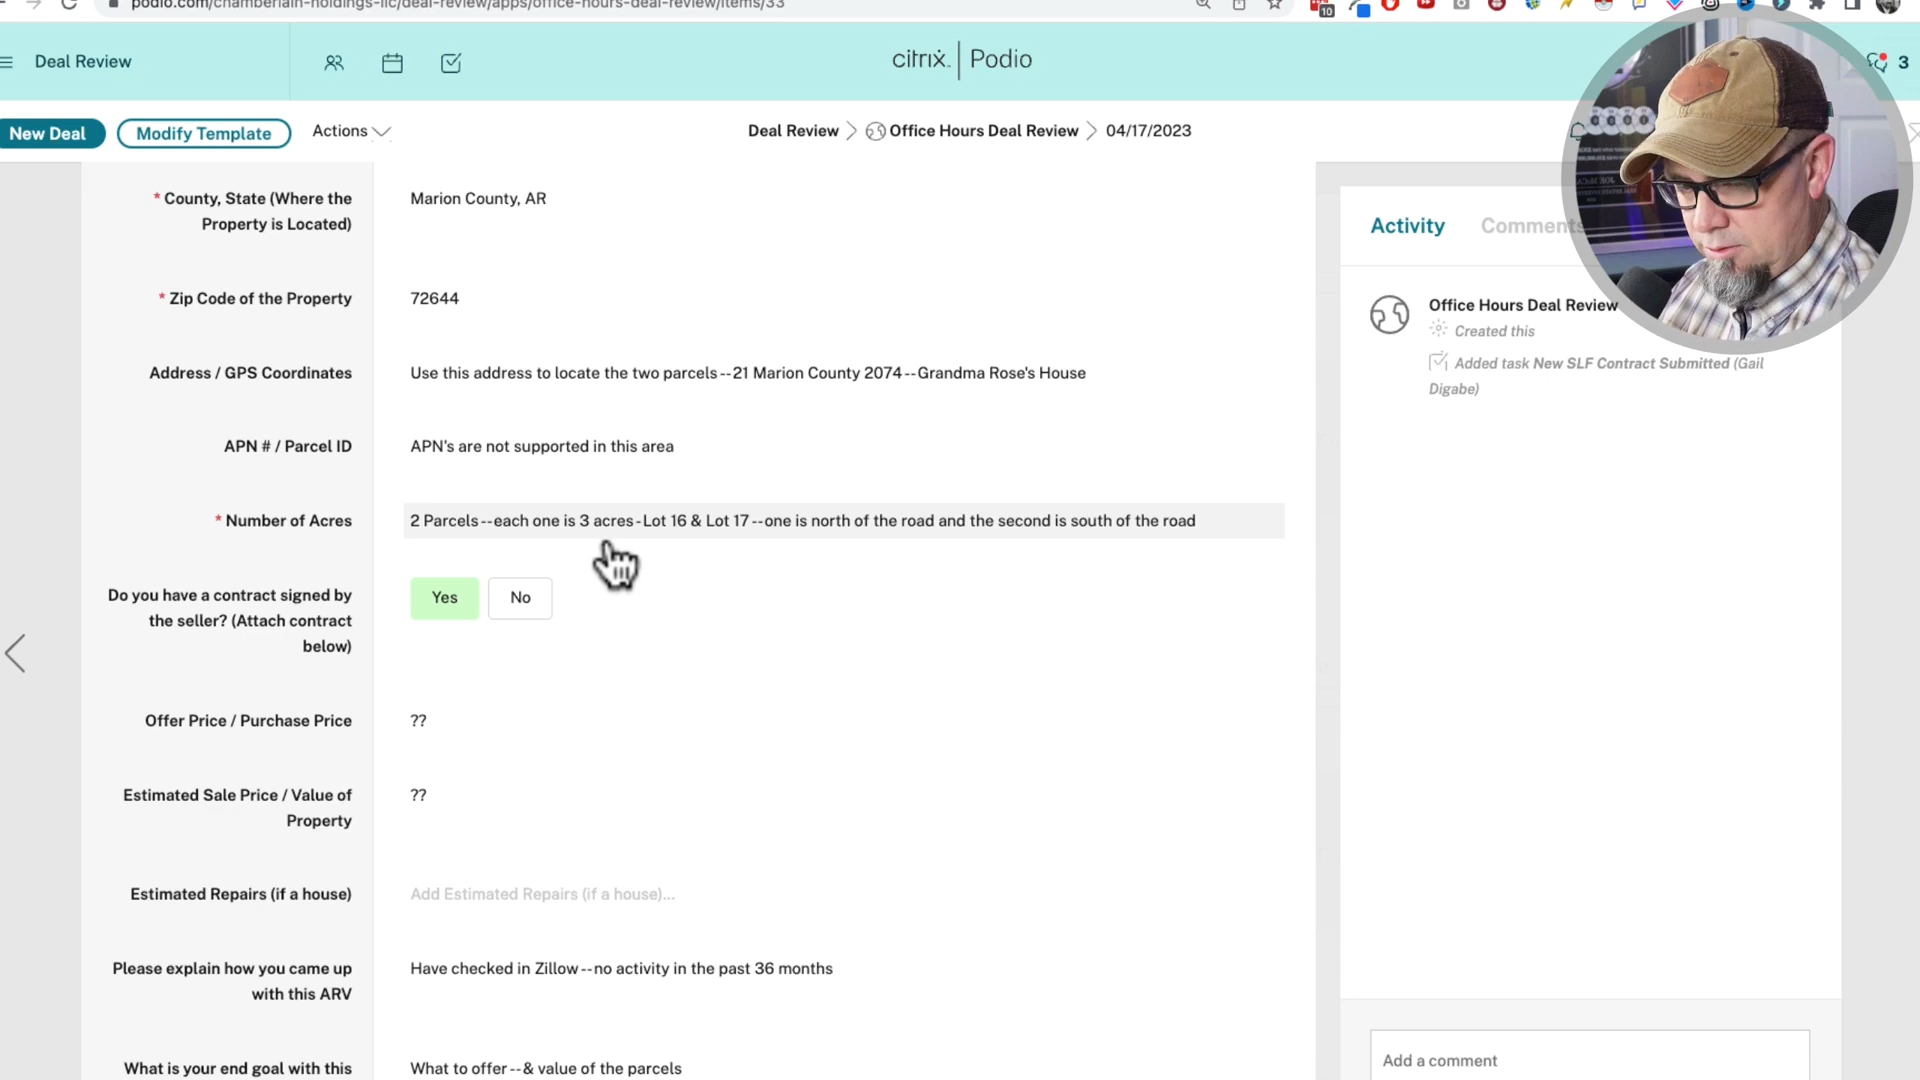 podio.com/chamberlain-holdings-llc/deal-review/apps/office-hours-deal-review/items/33
10
Deal Review
citrix | Podio
3
New Deal
Modify Template
Actions
Deal Review > Office Hours Deal Review > 04/17/2023
* County, State (Where the
Property is Located)
Marion County, AR
Activity
Comments
* Zip Code of the Property
72644
Office Hours Deal Review
Created this
Added task New SLF Contract Submitted (Gail
Digabe)
Address / GPS Coordinates
Use this address to locate the two parcels -- 21 Marion County 2074 -- Grandma Rose's House
APN # / Parcel ID
APN's are not supported in this area
* Number of Acres
2 Parcels -- each one is 3 acres - Lot 16 & Lot 17 -- one is north of the road and the second is south of the road
Do you have a contract signed by
the seller? (Attach contract
below)
Yes
No
Offer Price / Purchase Price
??
Estimated Sale Price / Value of
Property
??
Estimated Repairs (if a house)
Add Estimated Repairs (if a house)...
Please explain how you came up
with this ARV
Have checked in Zillow -- no activity in the past 36 months
What is your end goal with this
What to offer -- & value of the parcels
Add a comment